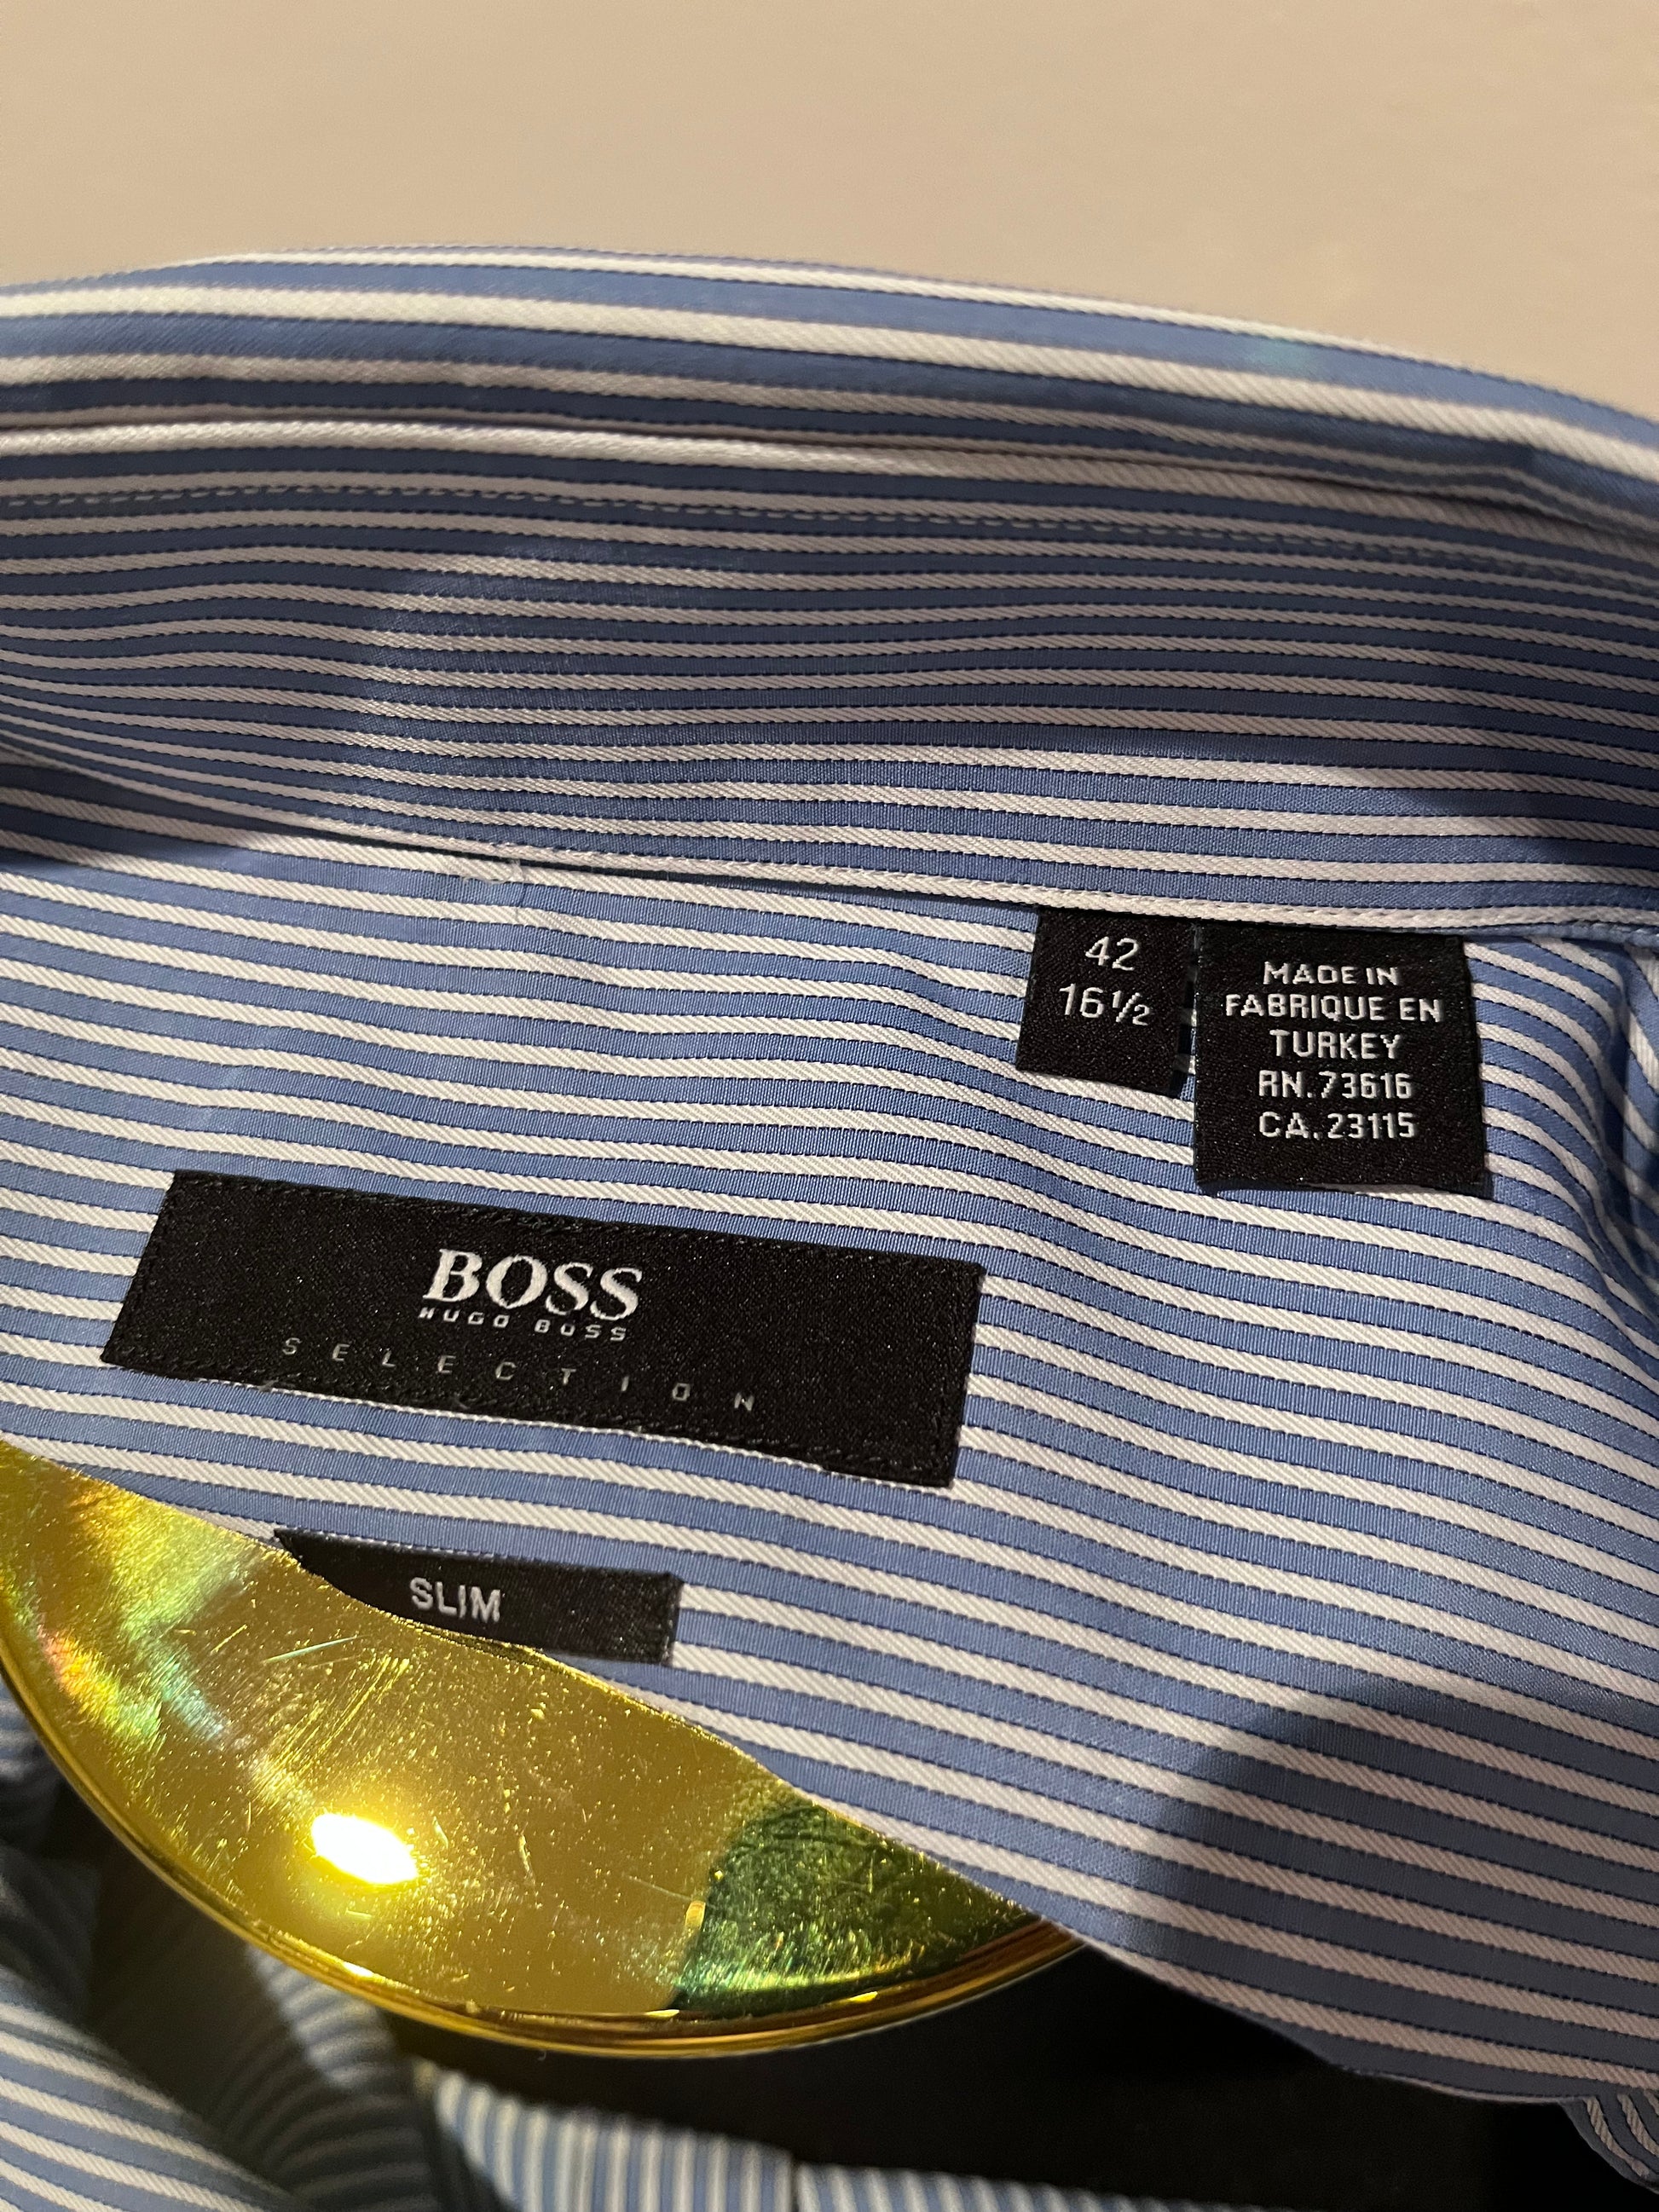 42
16½
MADE IN
FABRIQUE EN
TURKEY
RN.73616
CA.23115
BOSS
HUGO BOSS
SELECTION
SLIM